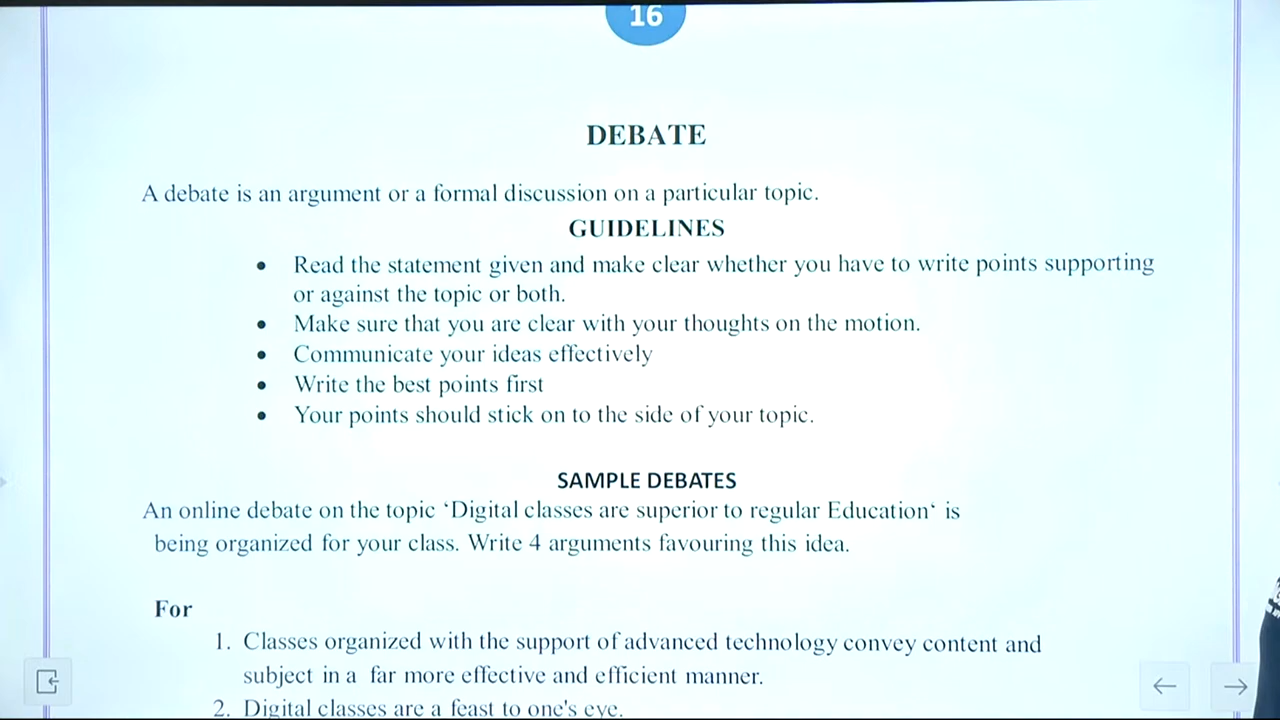 16
DEBATE
A debate is an argument or a formal discussion on a particular topic.
GUIDELINES
• Read the statement given and make clear whether you have to write points supporting
or against the topic or both.
• Make sure that you are clear with your thoughts on the motion.
• Communicate your ideas effectively
• Write the best points first
• Your points should stick on to the side of your topic.
SAMPLE DEBATES
An online debate on the topic ‘Digital classes are superior to regular Education‘ is
being organized for your class. Write 4 arguments favouring this idea.
For
1. Classes organized with the support of advanced technology convey content and
subject in a far more effective and efficient manner.
2. Digital classes are a feast to one's eye.